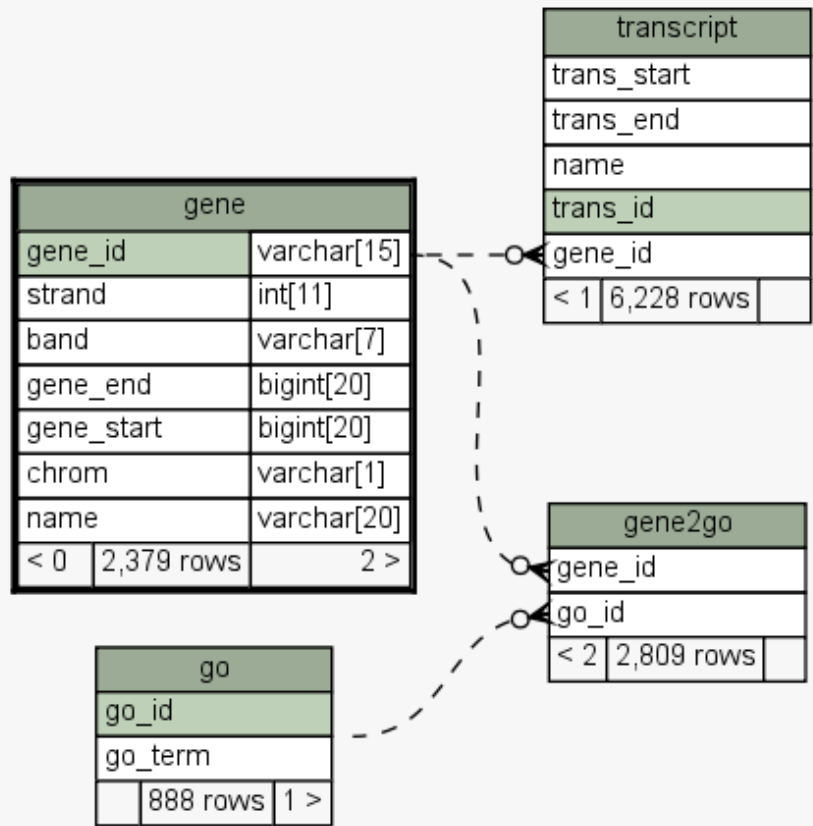 transcript
trans_start
trans_end
name
trans_id
gene_id
< 1 6,228 rows
gene
gene_id varchar[15]
strand int[11]
band varchar[7]
gene_end bigint[20]
gene_start bigint[20]
chrom varchar[1]
name varchar[20]
< 0 2,379 rows 2 >
gene2go
gene_id
go_id
< 2 2,809 rows
go
go_id
go_term
888 rows 1 >